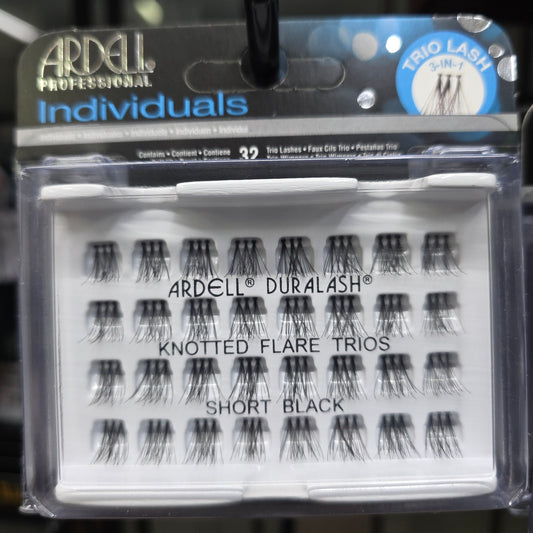 ARDELL
PROFESSIONAL
Individuals
TRIO LASH
3-IN-1
Contains • Contient • Contiene 32 Trio Lashes • Faux Cils Trio • Pestañas Trio
ARDELL® DURALASH®
KNOTTED FLARE TRIOS
SHORT BLACK